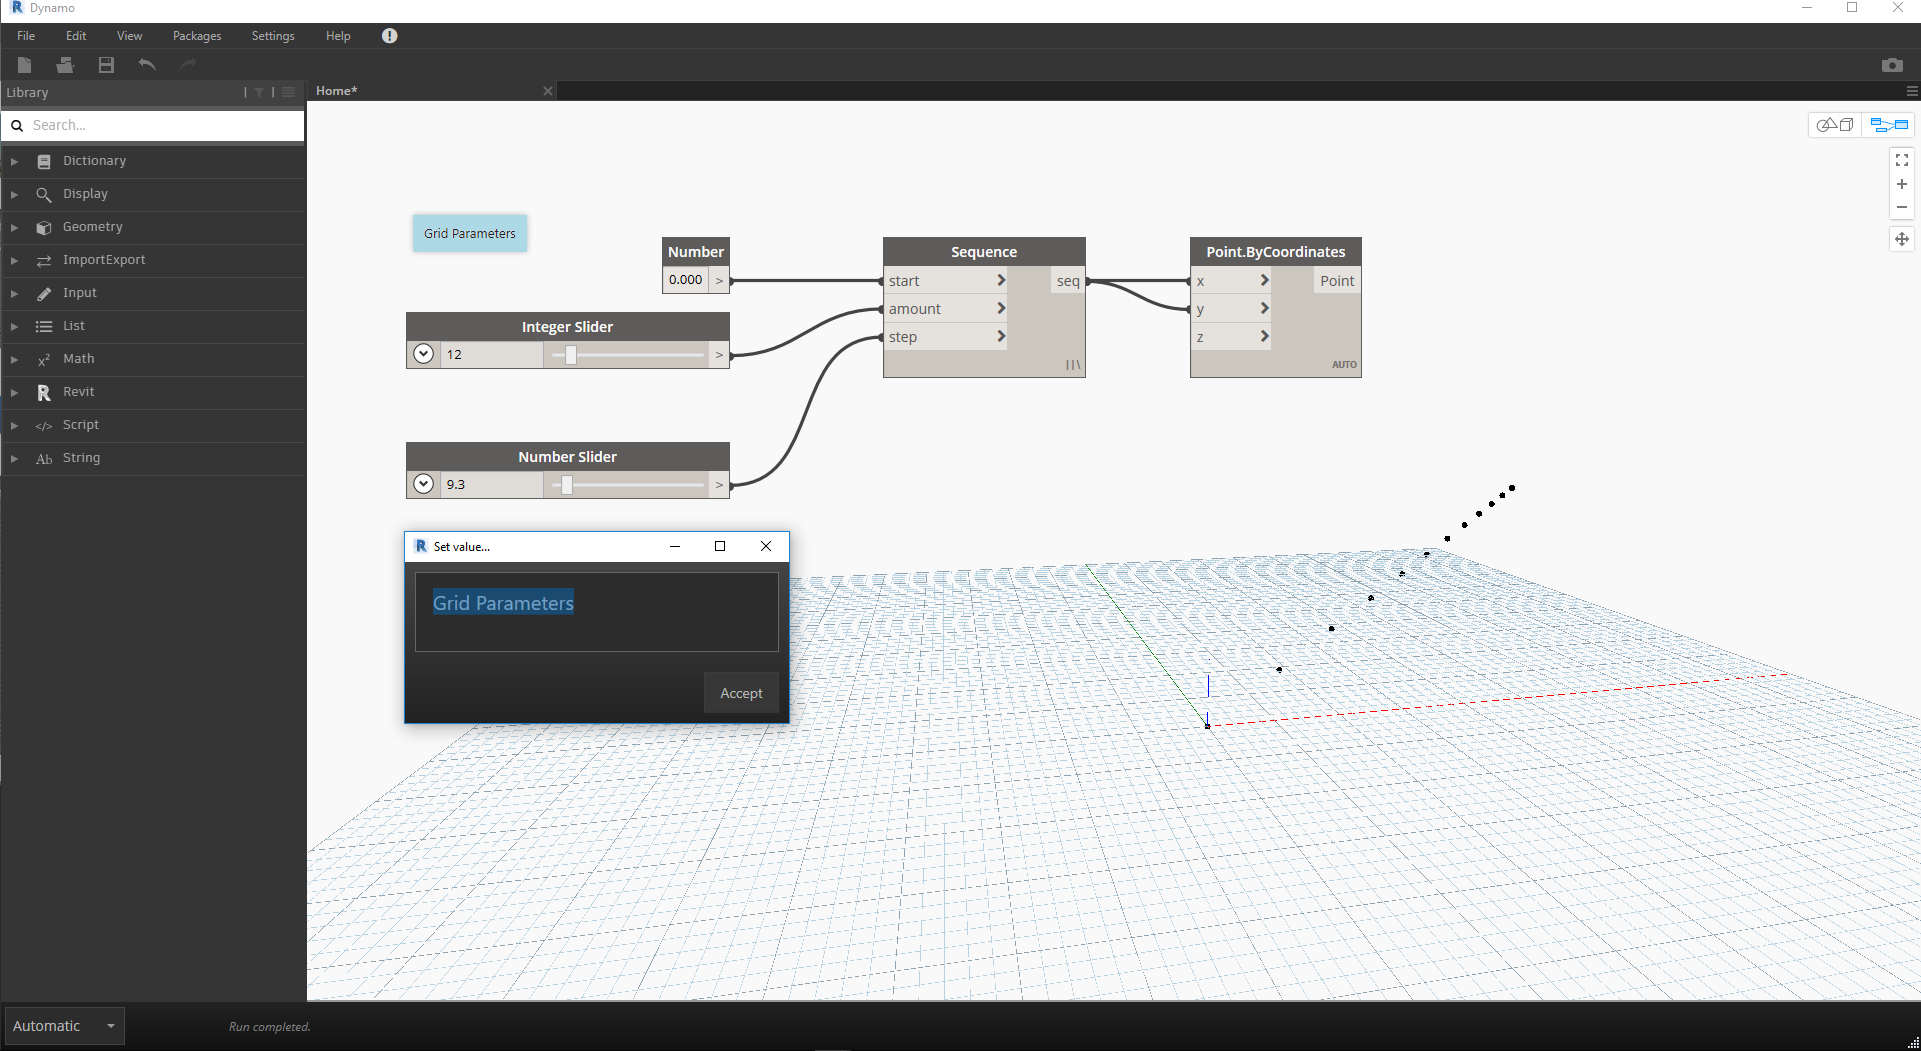 Dynamo
File Edit View Packages Settings Help
Library
Home*
Search...
Dictionary
Display
Geometry
ImportExport
Input
List
Math
Revit
Script
Ab String
Grid Parameters
Number
0.000 >
Integer Slider
12 >
Number Slider
9.3 >
Sequence
start > seq
amount >
step >
Point.ByCoordinates
x > Point
y >
z >
AUTO
Set value...
Grid Parameters
Accept
Automatic
Run completed.